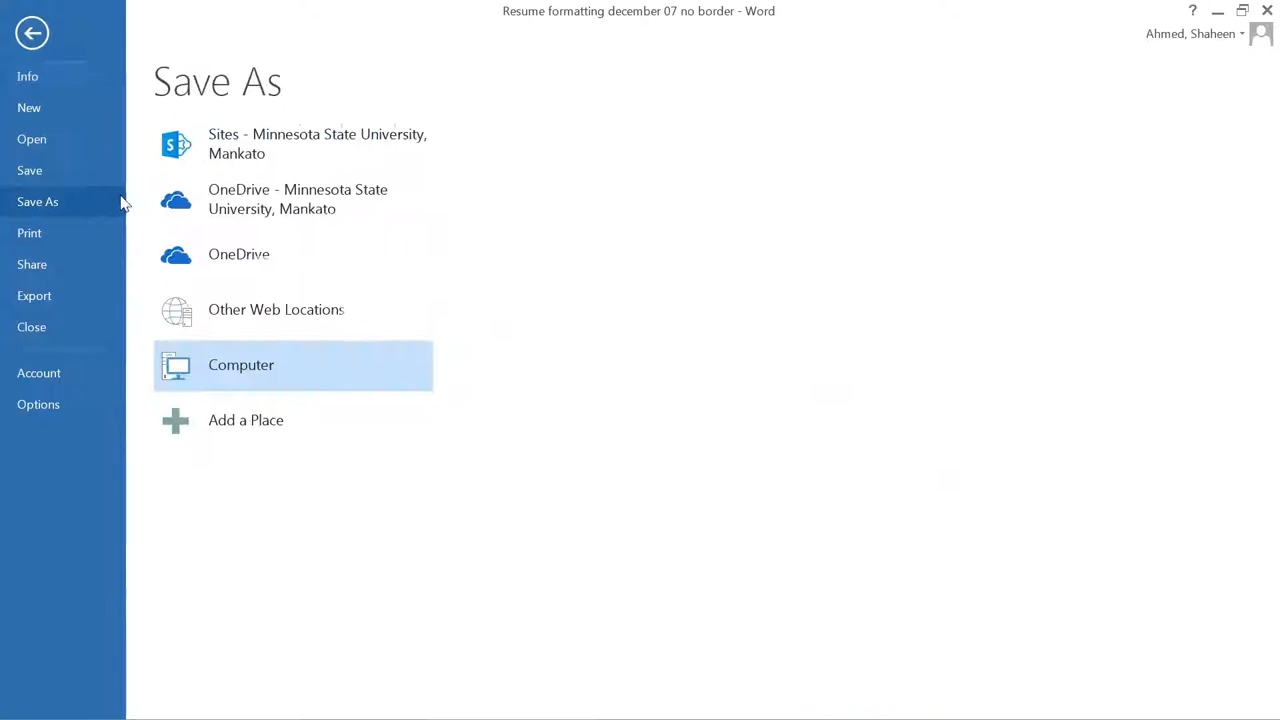 Resume formatting december 07 no border - Word
?
Ahmed, Shaheen
Info
New
Open
Save
Save As
Print
Share
Export
Close
Account
Options
Save As
Sites - Minnesota State University,
Mankato
OneDrive - Minnesota State
University, Mankato
OneDrive
Other Web Locations
Computer
Add a Place